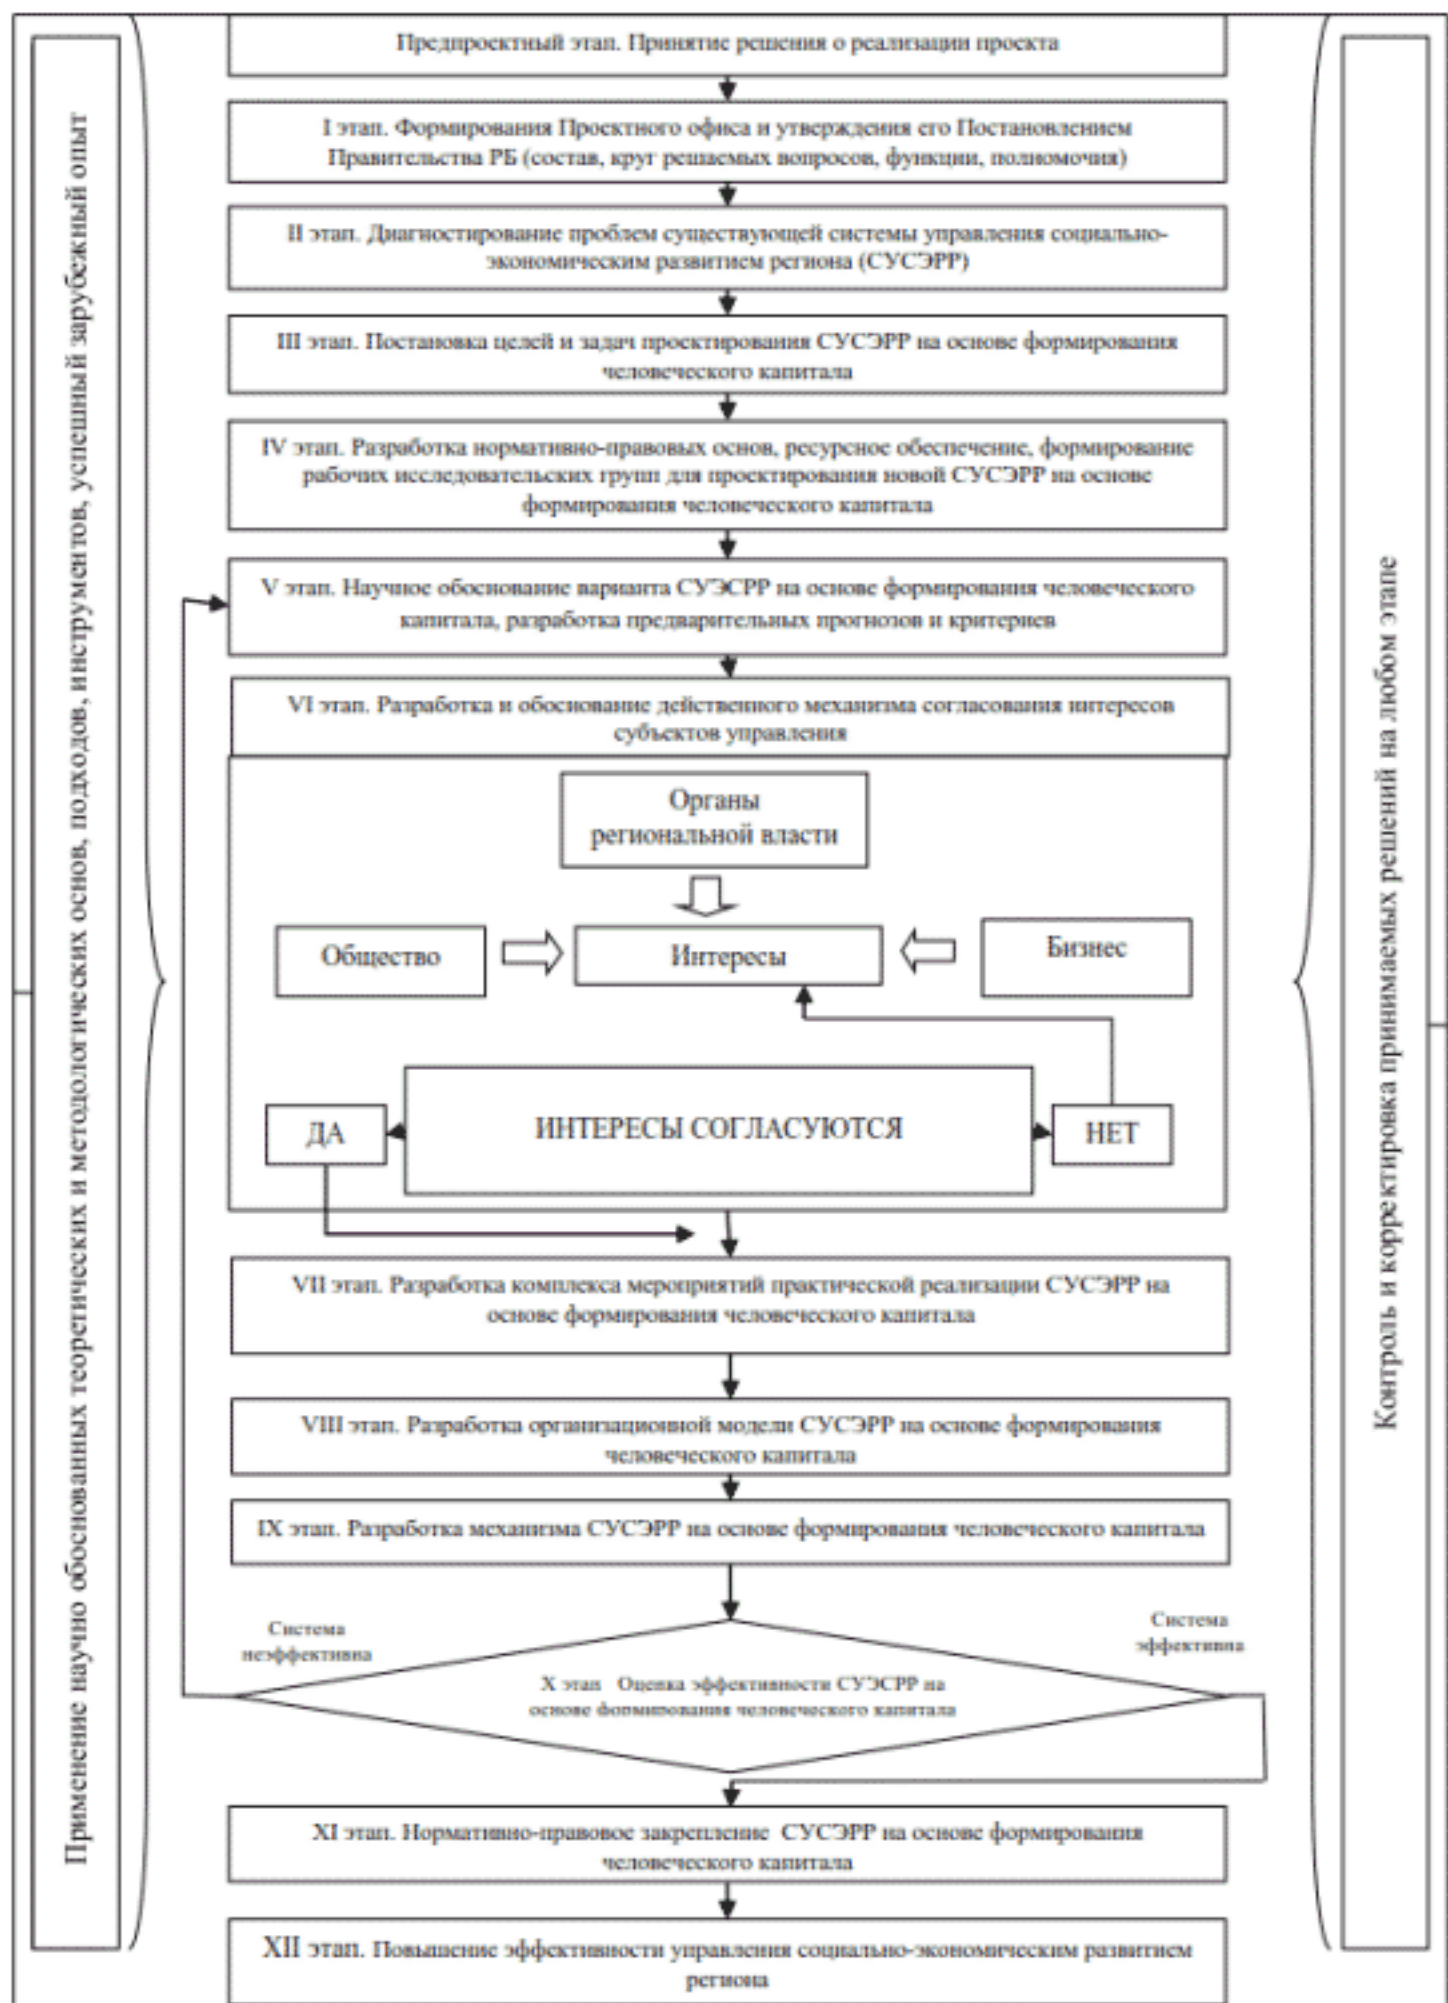 Применение научно обоснованных теоретических и методологических основ, подходов, инструментов, успешный зарубежный опыт
Предпроектный этап. Принятие решения о реализации проекта
I этап. Формирования Проектного офиса и утверждения его Постановлением
Правительства РБ (состав, круг решаемых вопросов, функции, полномочия)
II этап. Диагностирование проблем существующей системы управления социально-
экономическим развитием региона (СУСЭРР)
III этап. Постановка целей и задач проектирования СУСЭРР на основе формирования
человеческого капитала
IV этап. Разработка нормативно-правовых основ, ресурсное обеспечение, формирование
рабочих исследовательских групп для проектирования новой СУСЭРР на основе
формирования человеческого капитала
V этап. Научное обоснование варианта СУЭСРР на основе формирования человеческого
капитала, разработка предварительных прогнозов и критериев
VI этап. Разработка и обоснование действенного механизма согласования интересов
субъектов управления
Органы
региональной власти
Общество
Интересы
Бизнес
ДА
ИНТЕРЕСЫ СОГЛАСУЮТСЯ
НЕТ
VII этап. Разработка комплекса мероприятий практической реализации СУСЭРР на
основе формирования человеческого капитала
VIII этап. Разработка организационной модели СУСЭРР на основе формирования
человеческого капитала
IX этап. Разработка механизма СУСЭРР на основе формирования человеческого капитала
Система
неэффективна
Система
эффективна
X этап Оценка эффективности СУЭСРР на
основе формирования человеческого капитала
XI этап. Нормативно-правовое закрепление СУСЭРР на основе формирования
человеческого капитала
XII этап. Повышение эффективности управления социально-экономическим развитием
региона
Контроль и корректировка принимаемых решений на любом этапе